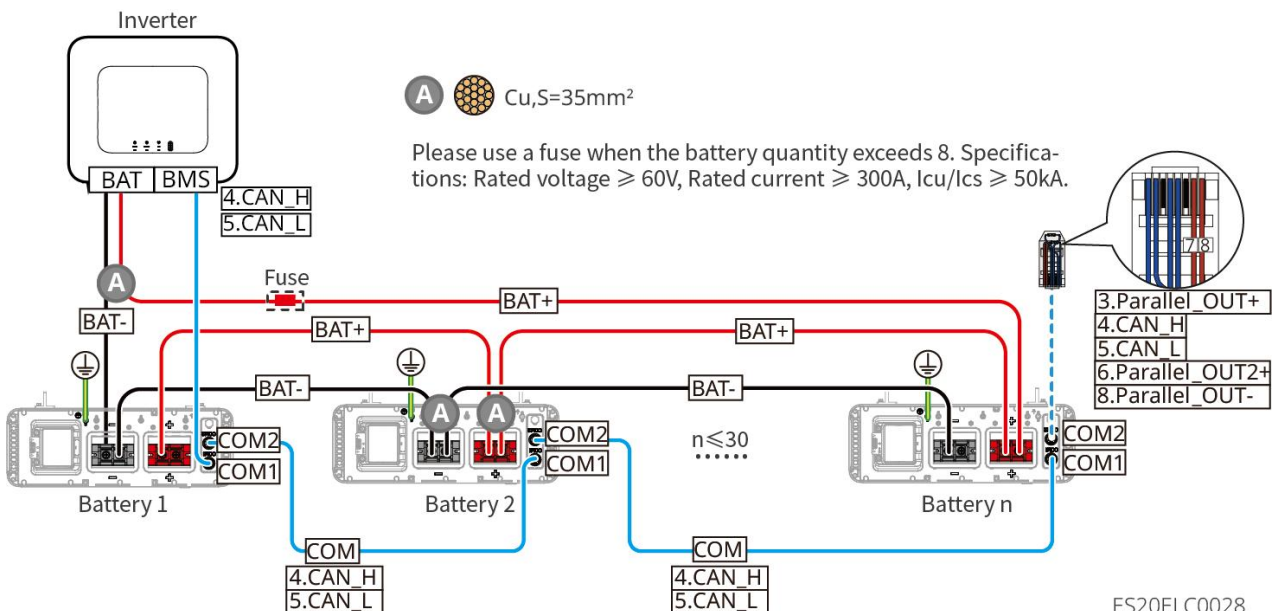 Inverter
A Cu,S=35mm²
Please use a fuse when the battery quantity exceeds 8. Specifica-
tions: Rated voltage ≥ 60V, Rated current ≥ 300A, Icu/Ics ≥ 50kA.
BAT BMS
4.CAN_H
5.CAN_L
7 8
A
Fuse
BAT+
3.Parallel_OUT+
4.CAN_H
5.CAN_L
6.Parallel_OUT2+
8.Parallel_OUT-
BAT-
BAT+
BAT+
BAT-
BAT-
A A
COM2
COM1
COM2
COM1
n≤30
......
COM2
COM1
Battery 1
Battery 2
Battery n
COM
4.CAN_H
5.CAN_L
COM
4.CAN_H
5.CAN_L
ES20ELC0028